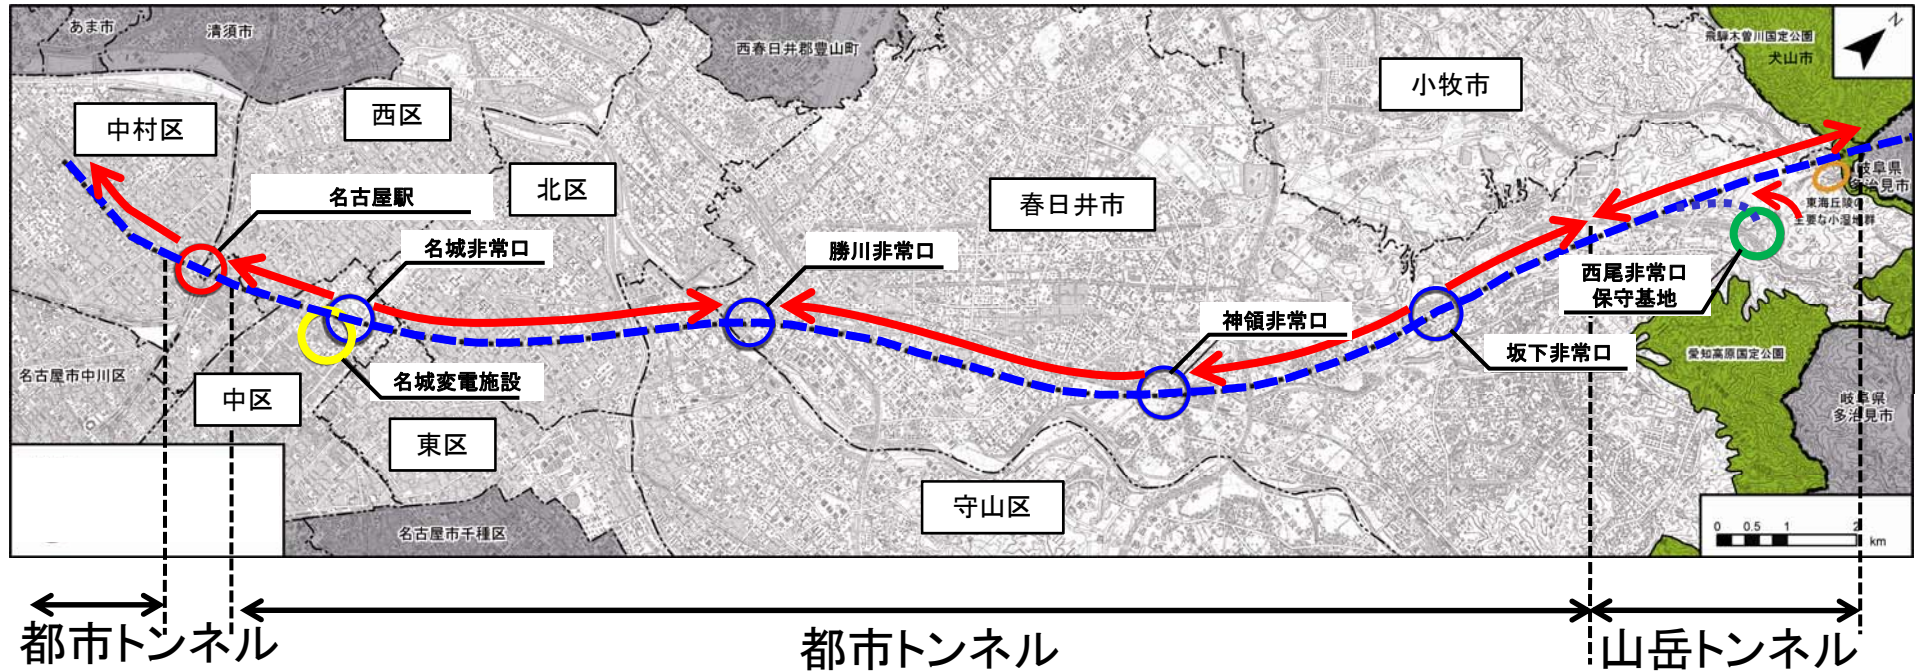 あま市
清須市
西春日井郡豊山町
飛騨木曽川国定公園
犬山市
N
小牧市
西区
中村区
北区
名古屋駅
春日井市
岐阜県
多治見市
東海丘陵の
主要な小湿地群
名城非常口
勝川非常口
西尾非常口
保守基地
神領非常口
坂下非常口
愛知高原国定公園
名古屋市中川区
名城変電施設
中区
岐阜県
多治見市
東区
守山区
名古屋市千種区
0 0.5 1 2
km
都市トンネル
都市トンネル
山岳トンネル